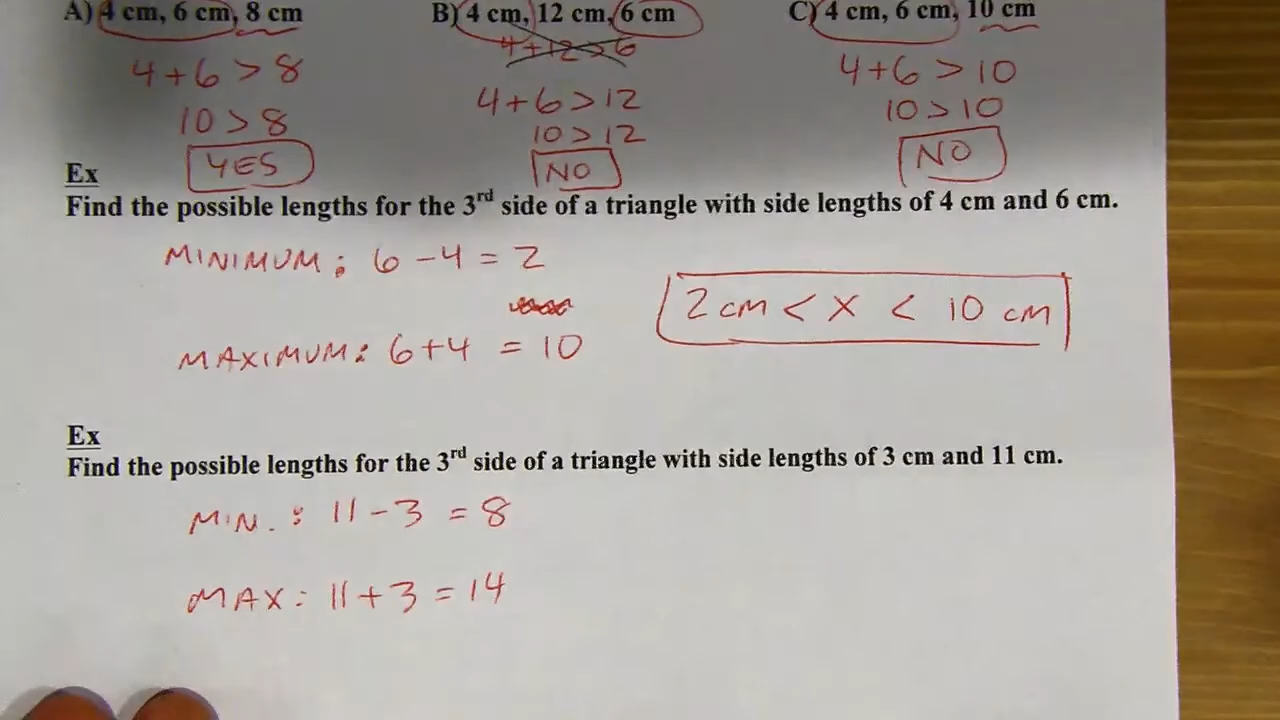 A) 4 cm, 6 cm, 8 cm
B) 4 cm, 12 cm, 6 cm
C) 4 cm, 6 cm, 10 cm
4+12>6
4+6 > 8
4+6>12
4+6 > 10
10 > 8
10 > 12
10 > 10
YES
NO
NO
Ex
Find the possible lengths for the 3rd side of a triangle with side lengths of 4 cm and 6 cm.
MINIMUM: 6-4 = 2
2 cm < X < 10 cm
MAXIMUM: 6+4 = 10
Ex
Find the possible lengths for the 3rd side of a triangle with side lengths of 3 cm and 11 cm.
MIN.: 11-3 = 8
MAX: 11+3 = 14